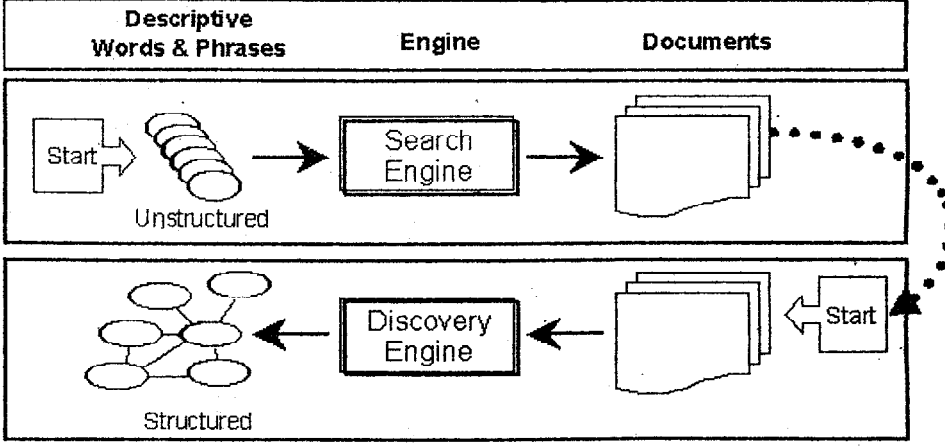 Descriptive
Words & Phrases
Engine
Documents
Start
Search
Engine
Unstructured
Discovery
Engine
Start
Structured